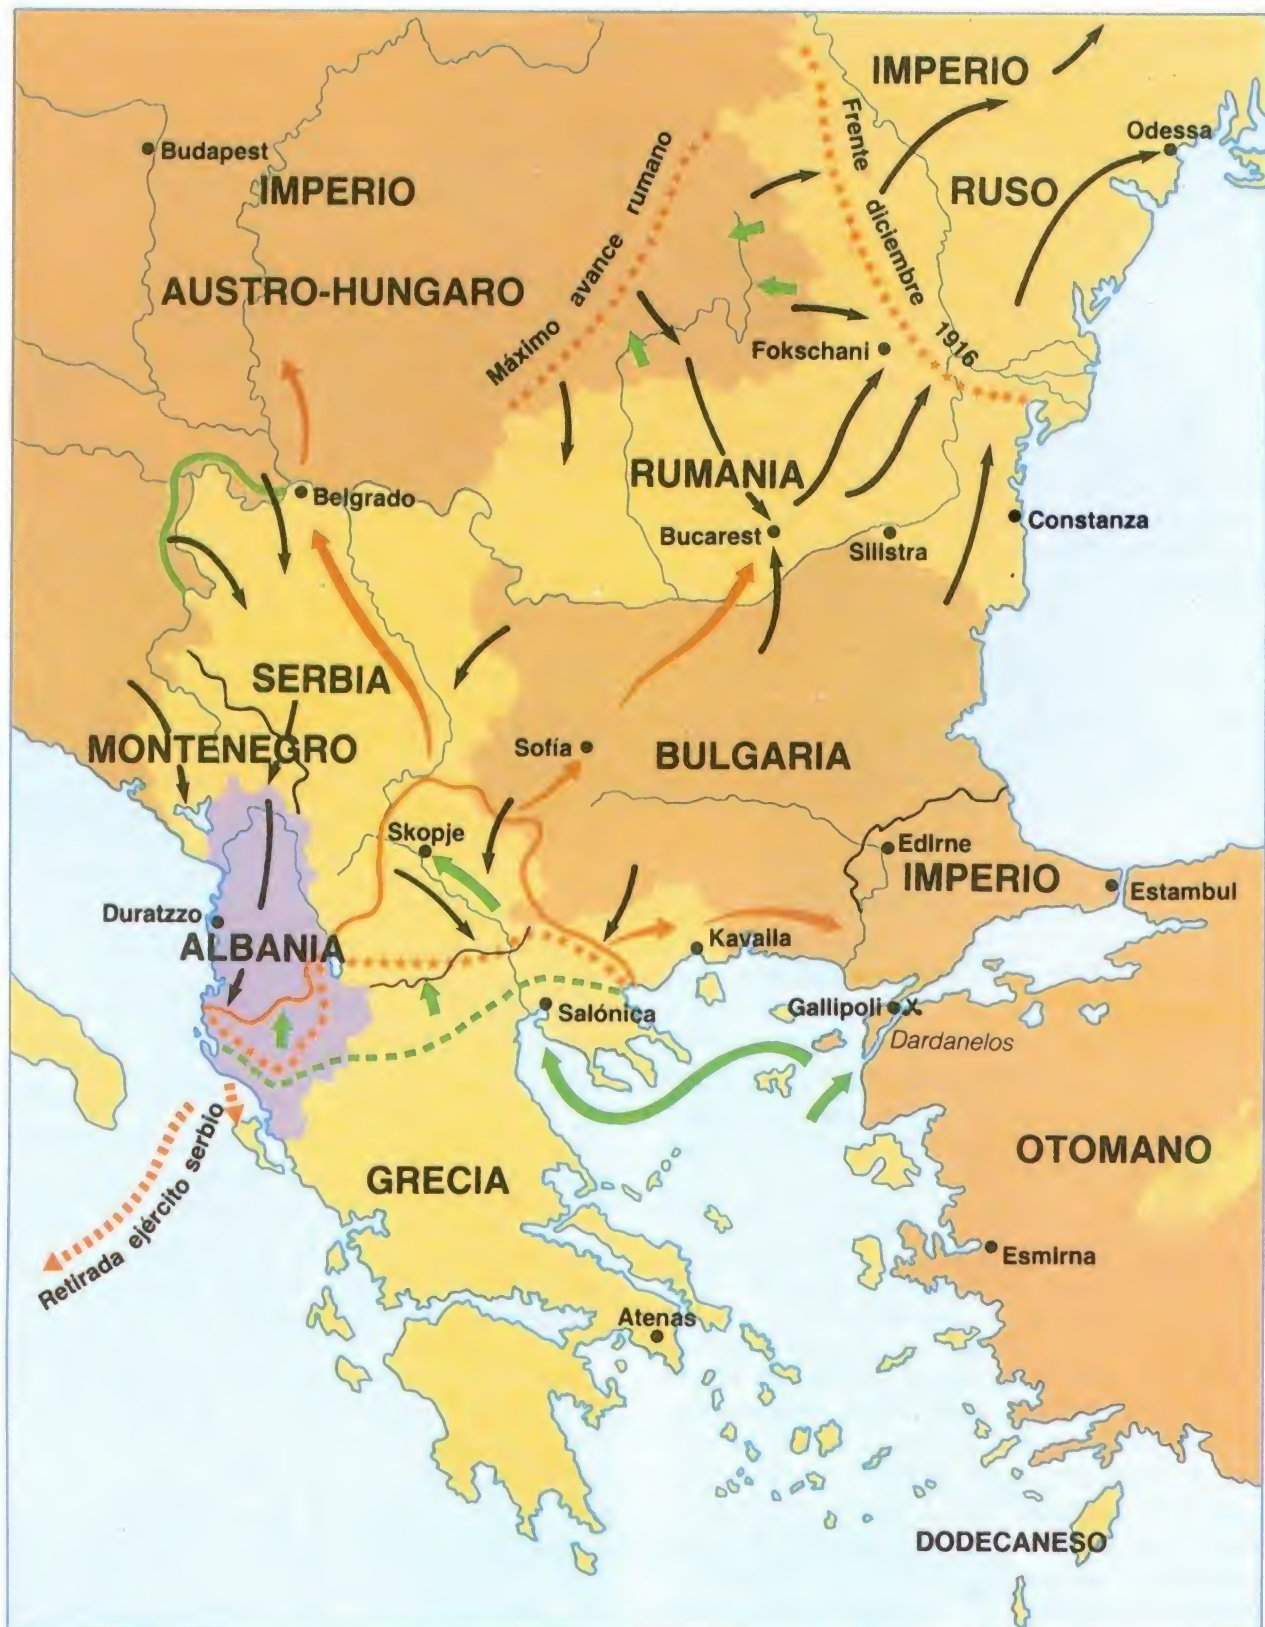 IMPERIO
RUSO
Odessa
Budapest
IMPERIO
AUSTRO-HUNGARO
Máximo avance rumano
Frente diciembre 1916
Fokschani
Belgrado
RUMANIA
Bucarest
Silistra
Constanza
SERBIA
MONTENEGRO
Sofía
BULGARIA
Skopje
Edirne
IMPERIO
Estambul
Duratzzo
ALBANIA
Kavalla
Salónica
Gallipoli
Dardanelos
OTOMANO
GRECIA
Retirada ejército serbio
Esmirna
Atenas
DODECANESO